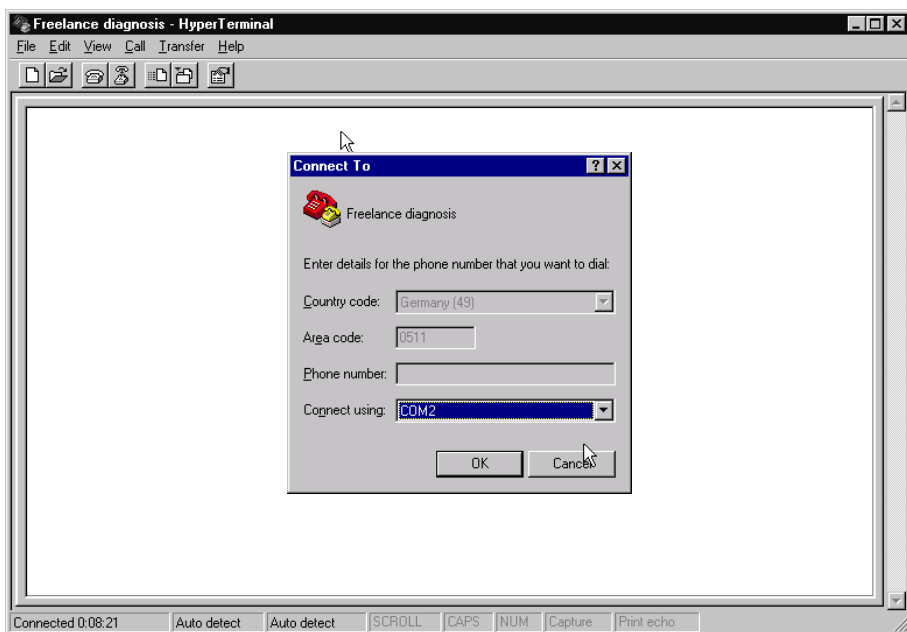 Freelance diagnosis - HyperTerminal
File Edit View Call Transfer Help
Connect To
Freelance diagnosis
Enter details for the phone number that you want to dial:
Country code: Germany (49)
Area code: 0511
Phone number:
Connect using: COM2
OK Cancel
Connected 0:08:21 Auto detect Auto detect SCROLL CAPS NUM Capture Print echo